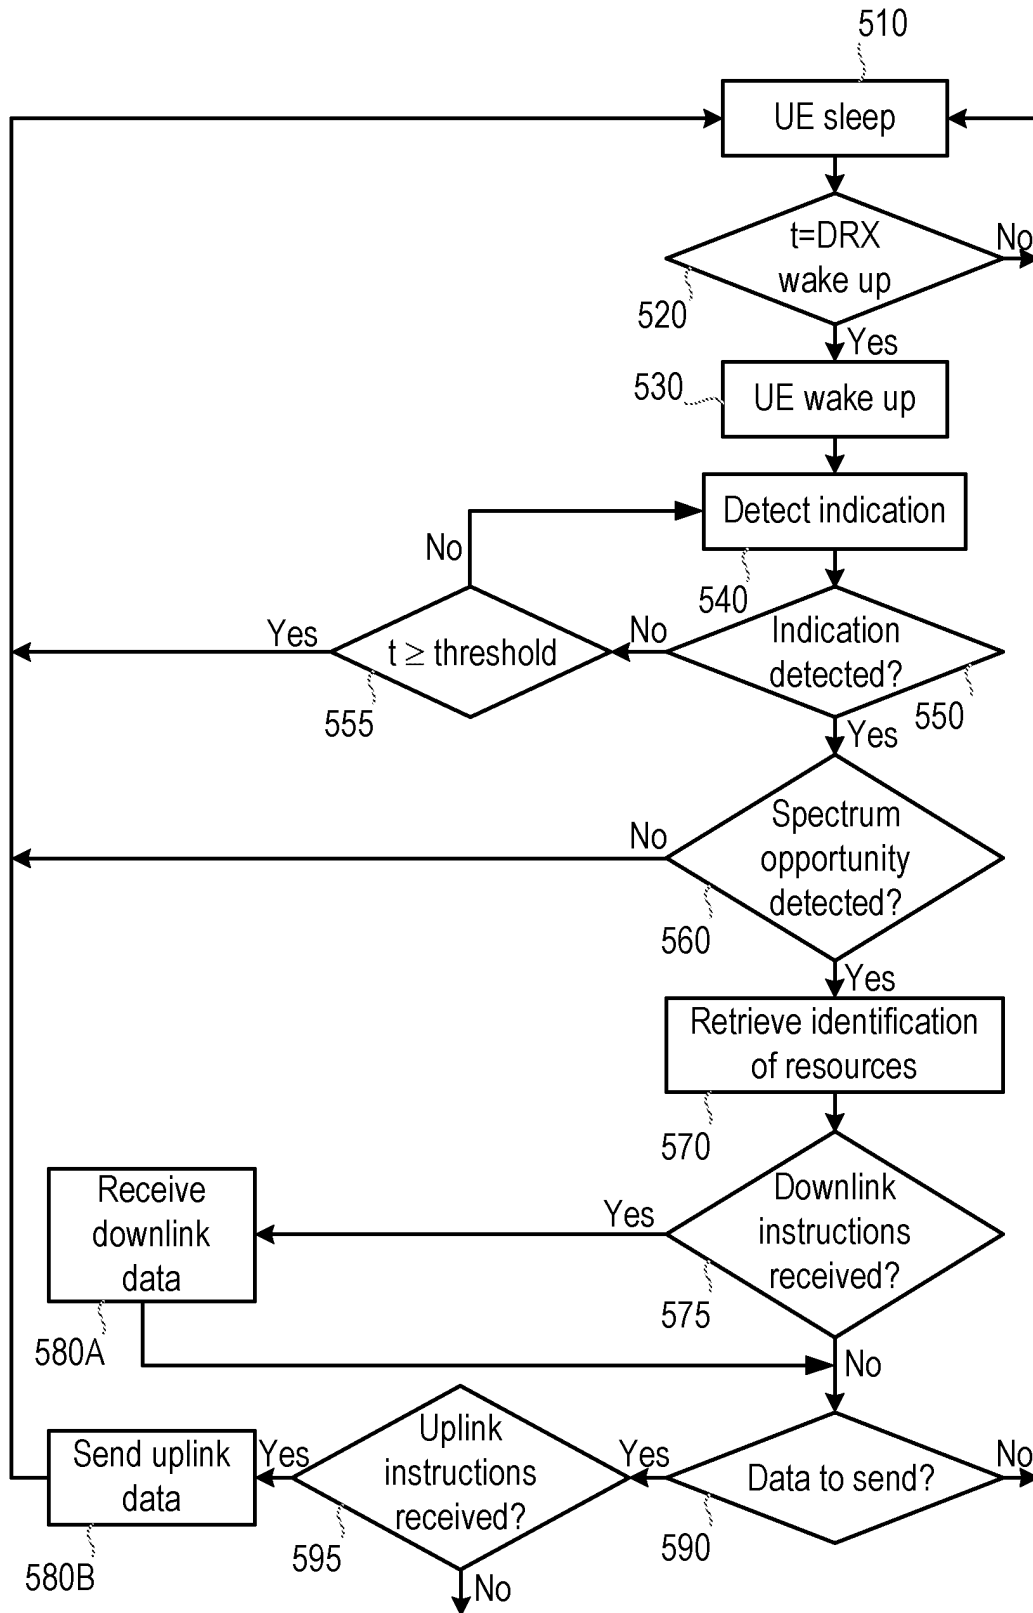 510
UE sleep
t=DRX
wake up
No
520
Yes
530
UE wake up
Detect indication
No
540
Yes
t ≥ threshold
No
Indication
detected?
555
550
Yes
No
Spectrum
opportunity
detected?
560
Yes
Retrieve identification
of resources
570
Receive
downlink
data
Yes
Downlink
instructions
received?
575
580A
No
Send uplink
data
Yes
Uplink
instructions
received?
Yes
Data to send?
No
580B
595
590
No